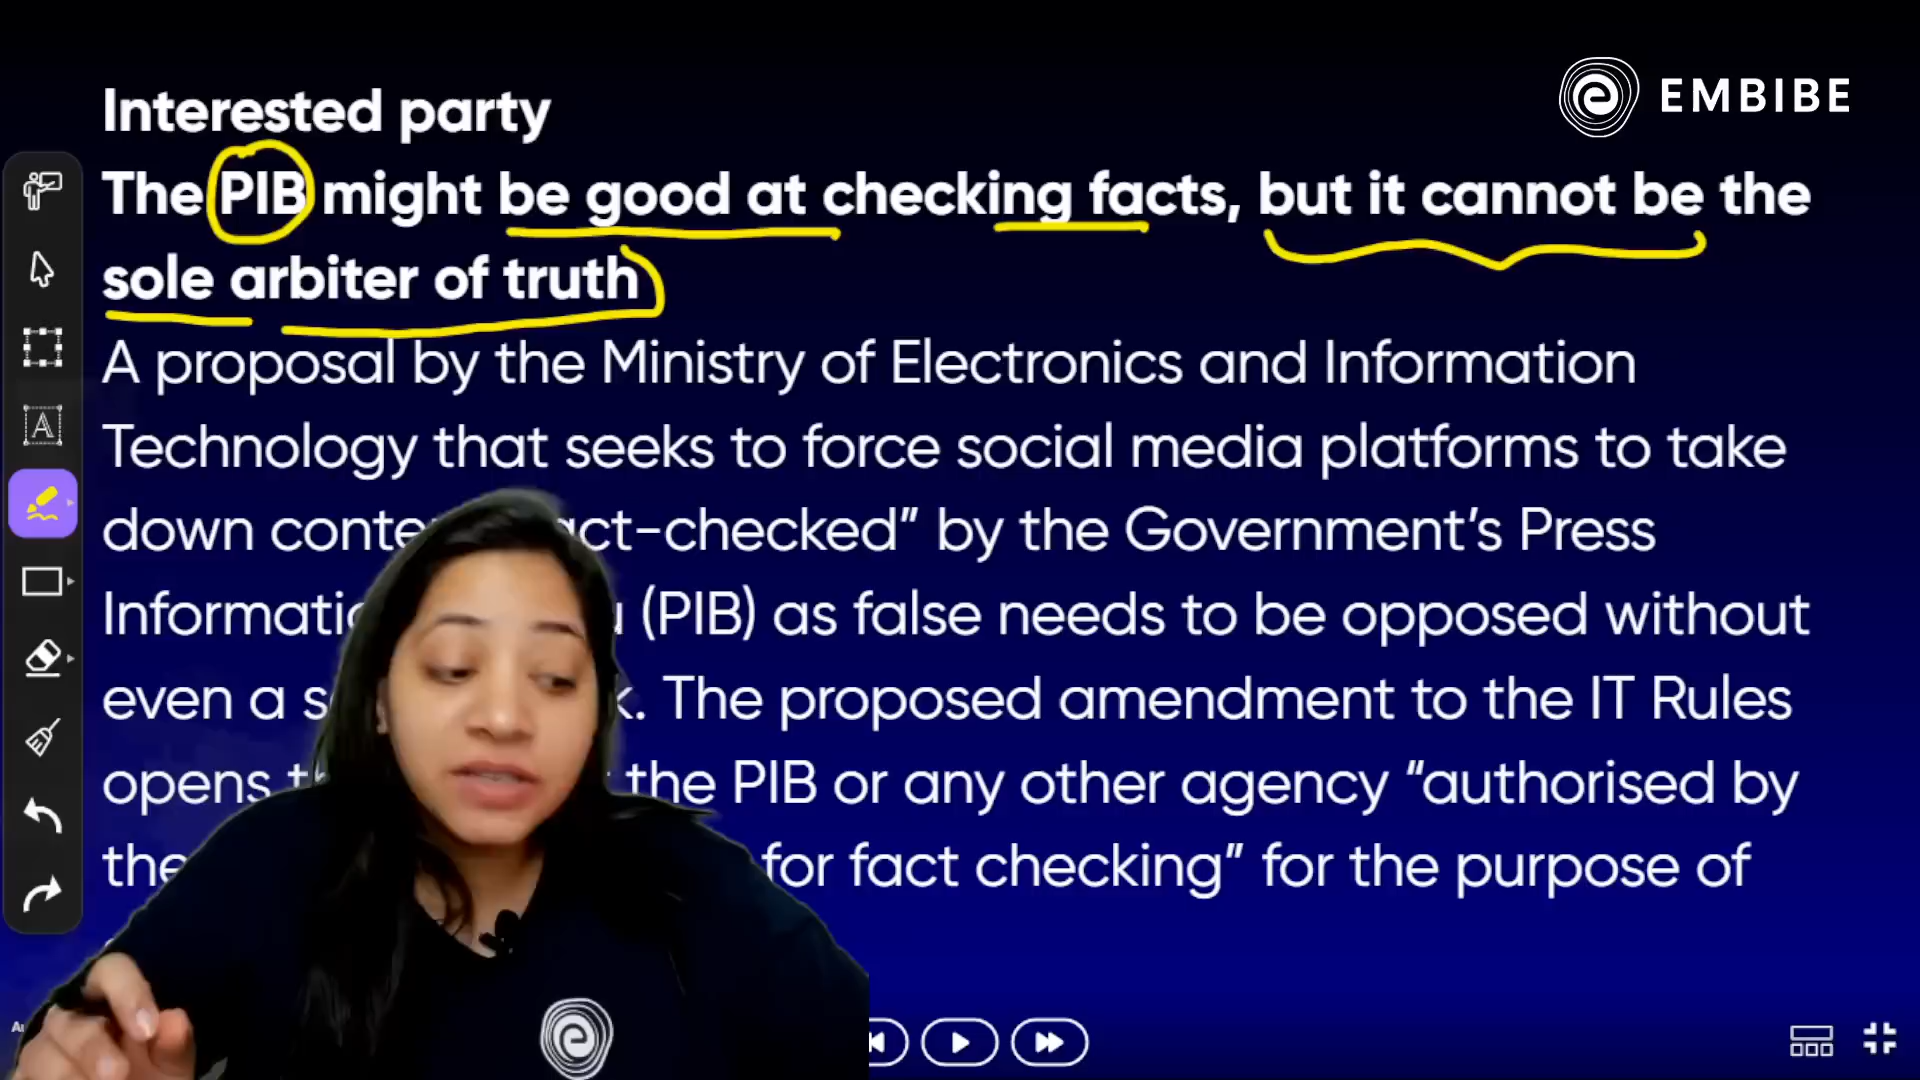 EMBIBE
Interested party
The PIB might be good at checking facts, but it cannot be the
sole arbiter of truth
A proposal by the Ministry of Electronics and Information
Technology that seeks to force social media platforms to take
down -checked” by the Government’s Press
(PIB) as false needs to be opposed without
even a . The proposed amendment to the IT Rules
opens the PIB or any other agency “authorised by
for fact checking” for the purpose of